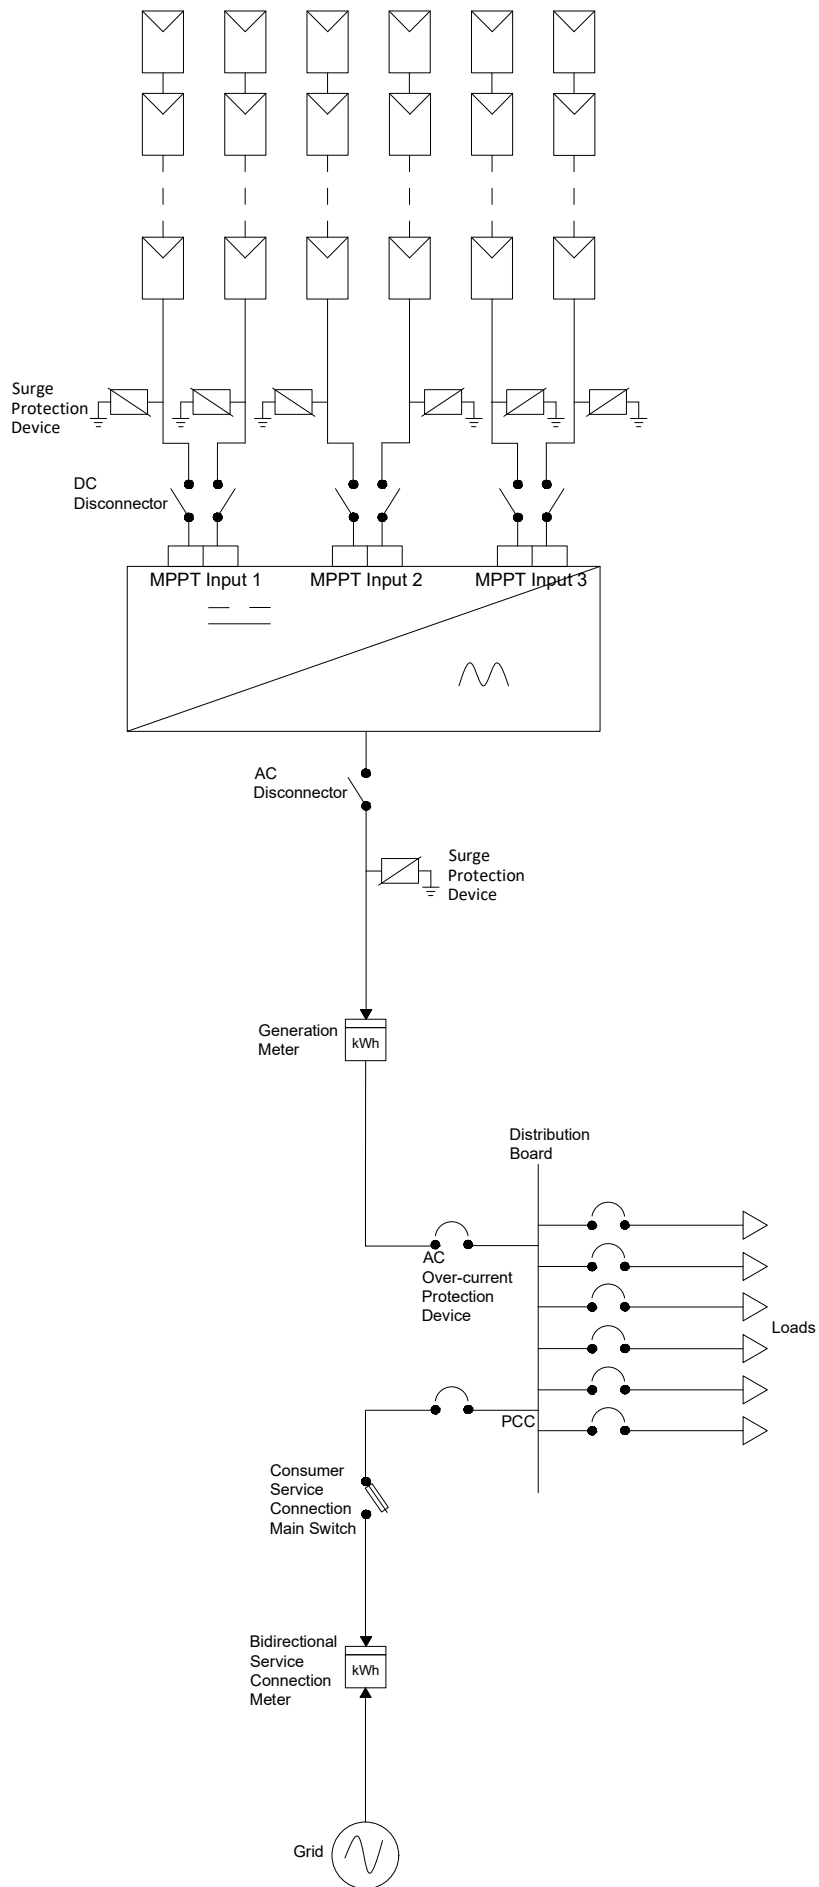 Surge
Protection
Device
DC
Disconnector
MPPT Input 1
MPPT Input 2
MPPT Input 3
AC
Disconnector
Surge
Protection
Device
Generation
Meter
kWh
Distribution
Board
AC
Over-current
Protection
Device
Loads
PCC
Consumer
Service
Connection
Main Switch
Bidirectional
Service
Connection
Meter
kWh
Grid